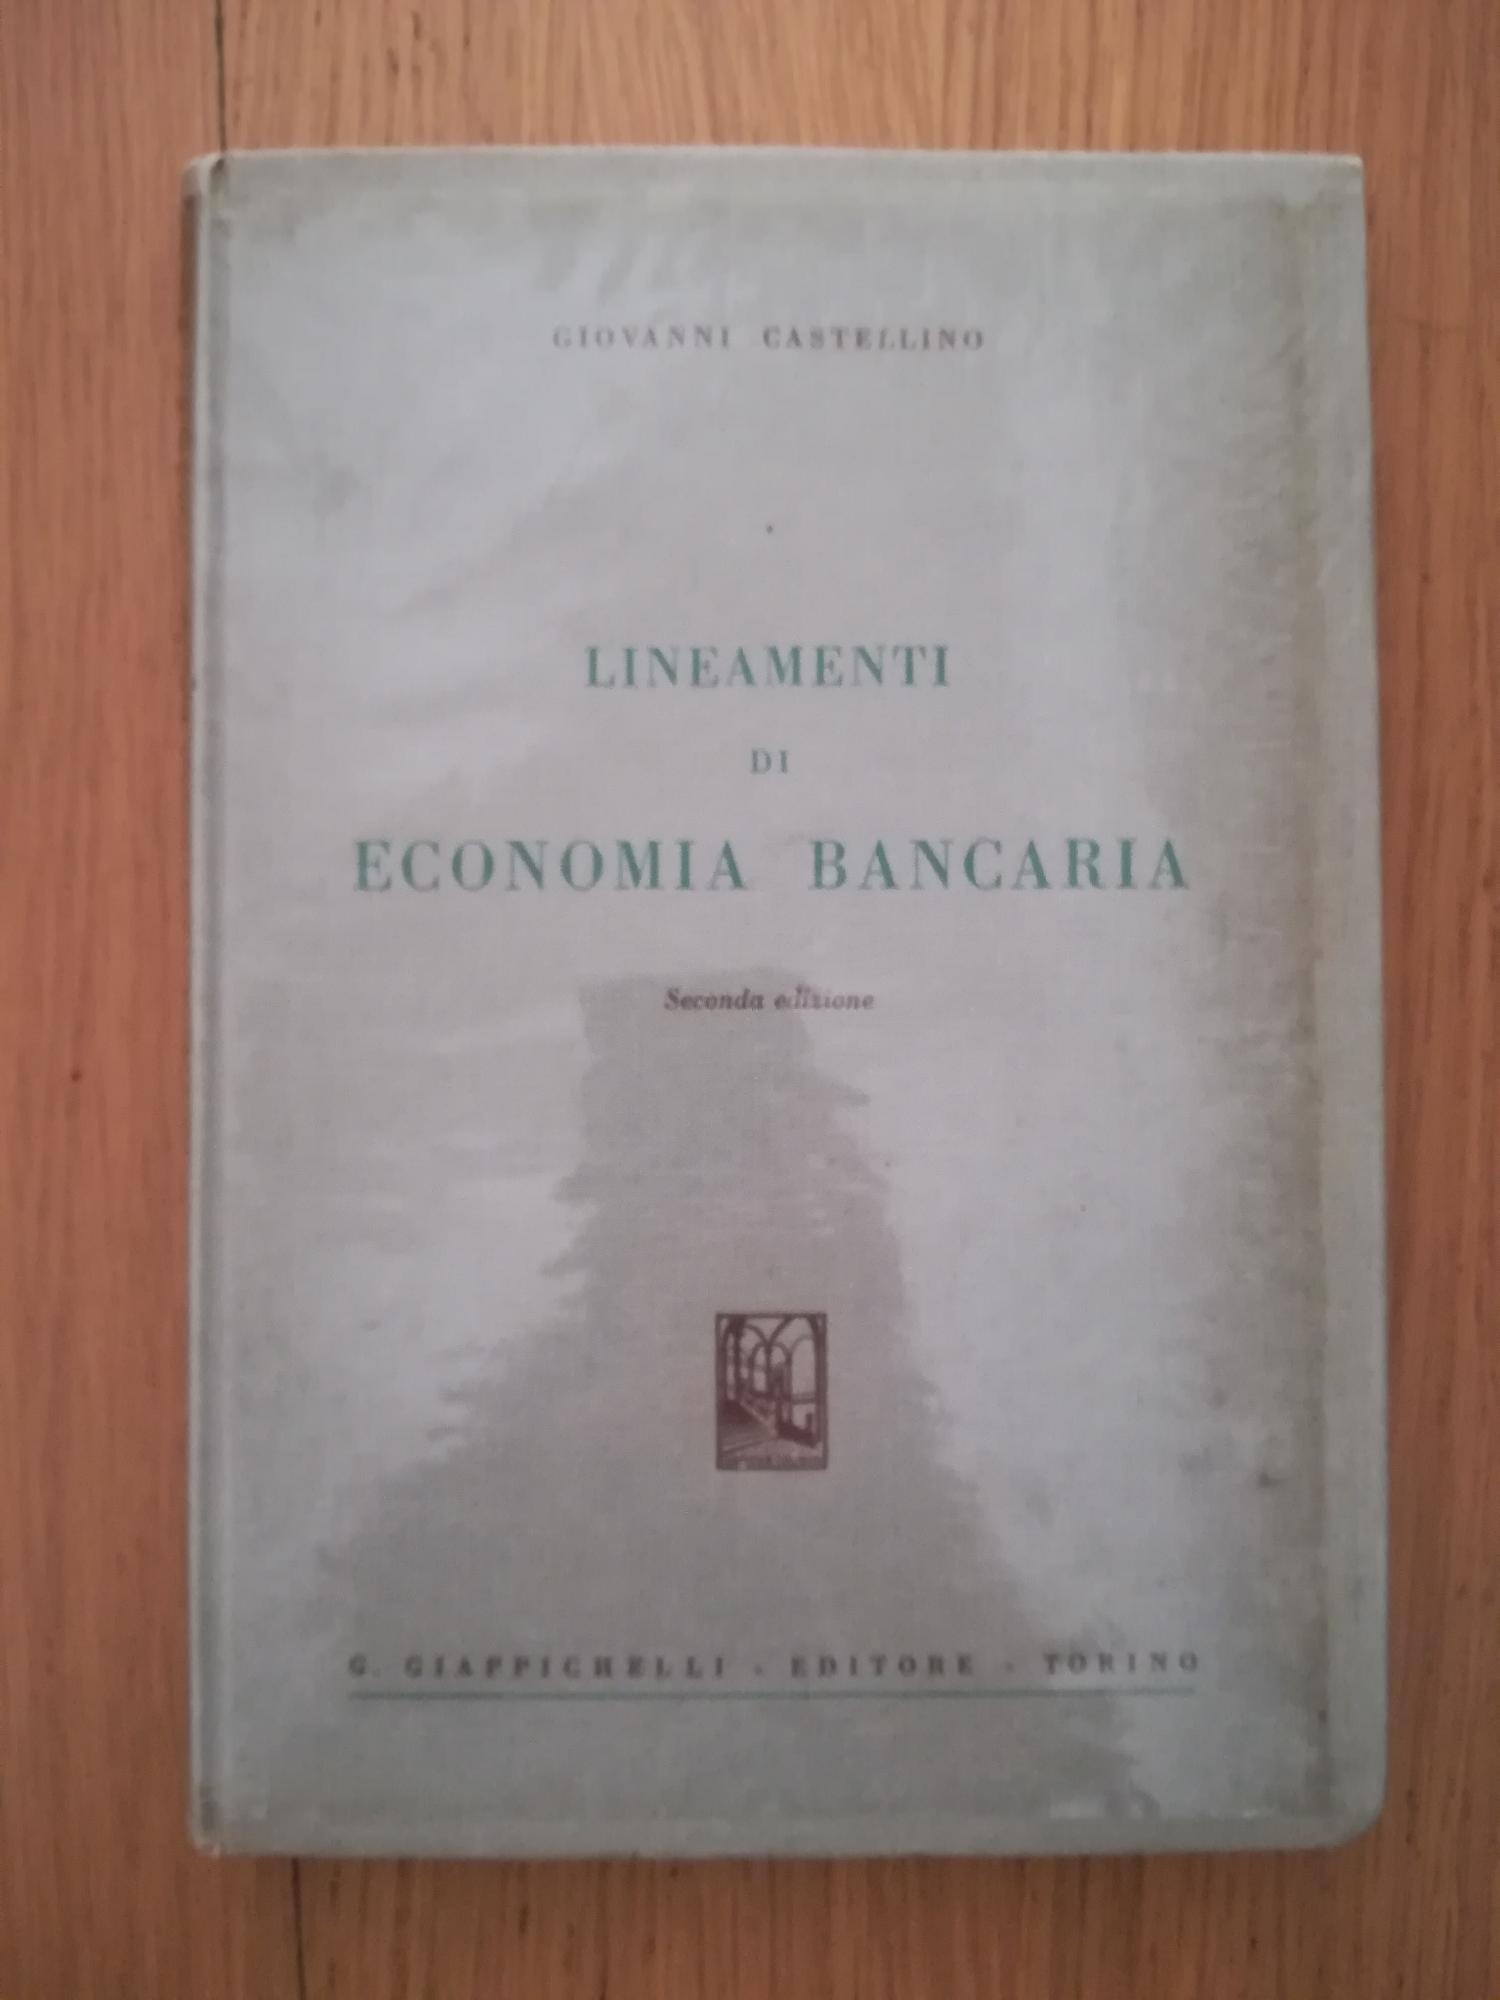 GIOVANNI CASTELLINO
LINEAMENTI
DI
ECONOMIA BANCARIA
Seconda edizione
G. GIAPPICHELLI - EDITORE - TORINO